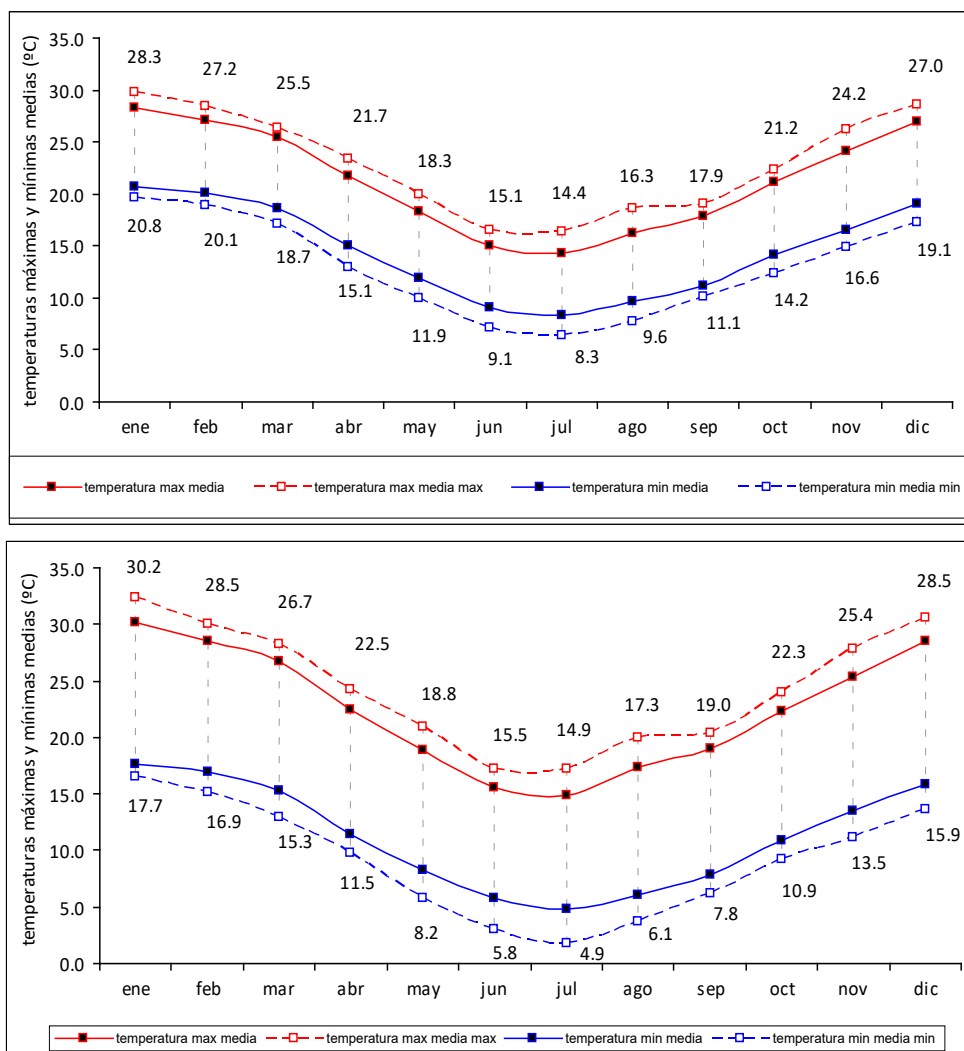 temperaturas máximas y mínimas medias (ºC)
35.0
30.0
25.0
20.0
15.0
10.0
5.0
0.0
28.3 27.2 25.5 21.7 18.3 15.1 14.4 16.3 17.9 21.2 24.2 27.0
20.8 20.1 18.7 15.1 11.9 9.1 8.3 9.6 11.1 14.2 16.6 19.1
ene feb mar abr may jun jul ago sep oct nov dic
temperatura max media temperatura max media max temperatura min media temperatura min media min
temperaturas máximas y mínimas medias (ºC)
35.0
30.0
25.0
20.0
15.0
10.0
5.0
0.0
30.2 28.5 26.7 22.5 18.8 15.5 14.9 17.3 19.0 22.3 25.4 28.5
17.7 16.9 15.3 11.5 8.2 5.8 4.9 6.1 7.8 10.9 13.5 15.9
ene feb mar abr may jun jul ago sep oct nov dic
temperatura max media temperatura max media max temperatura min media temperatura min media min